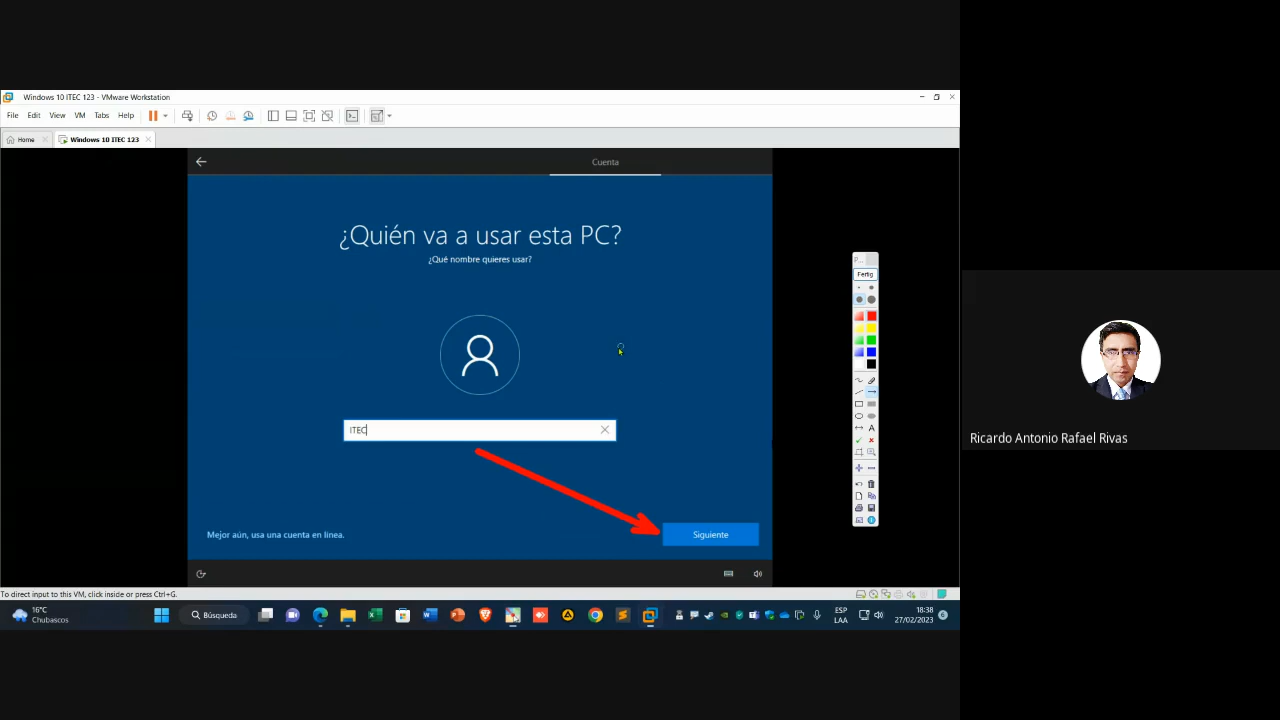 Windows 10 ITEC 123 - VMware Workstation
File Edit View VM Tabs Help
Home Windows 10 ITEC 123
Cuenta
¿Quién va a usar esta PC?
¿Qué nombre quieres usar?
ITEC
Mejor aún, usa una cuenta en línea.
Siguiente
P...
Fertig
A
Ricardo Antonio Rafael Rivas
To direct input to this VM, click inside or press Ctrl+G.
16°C
Chubascos
Búsqueda
ESP
LAA
18:38
27/02/2023